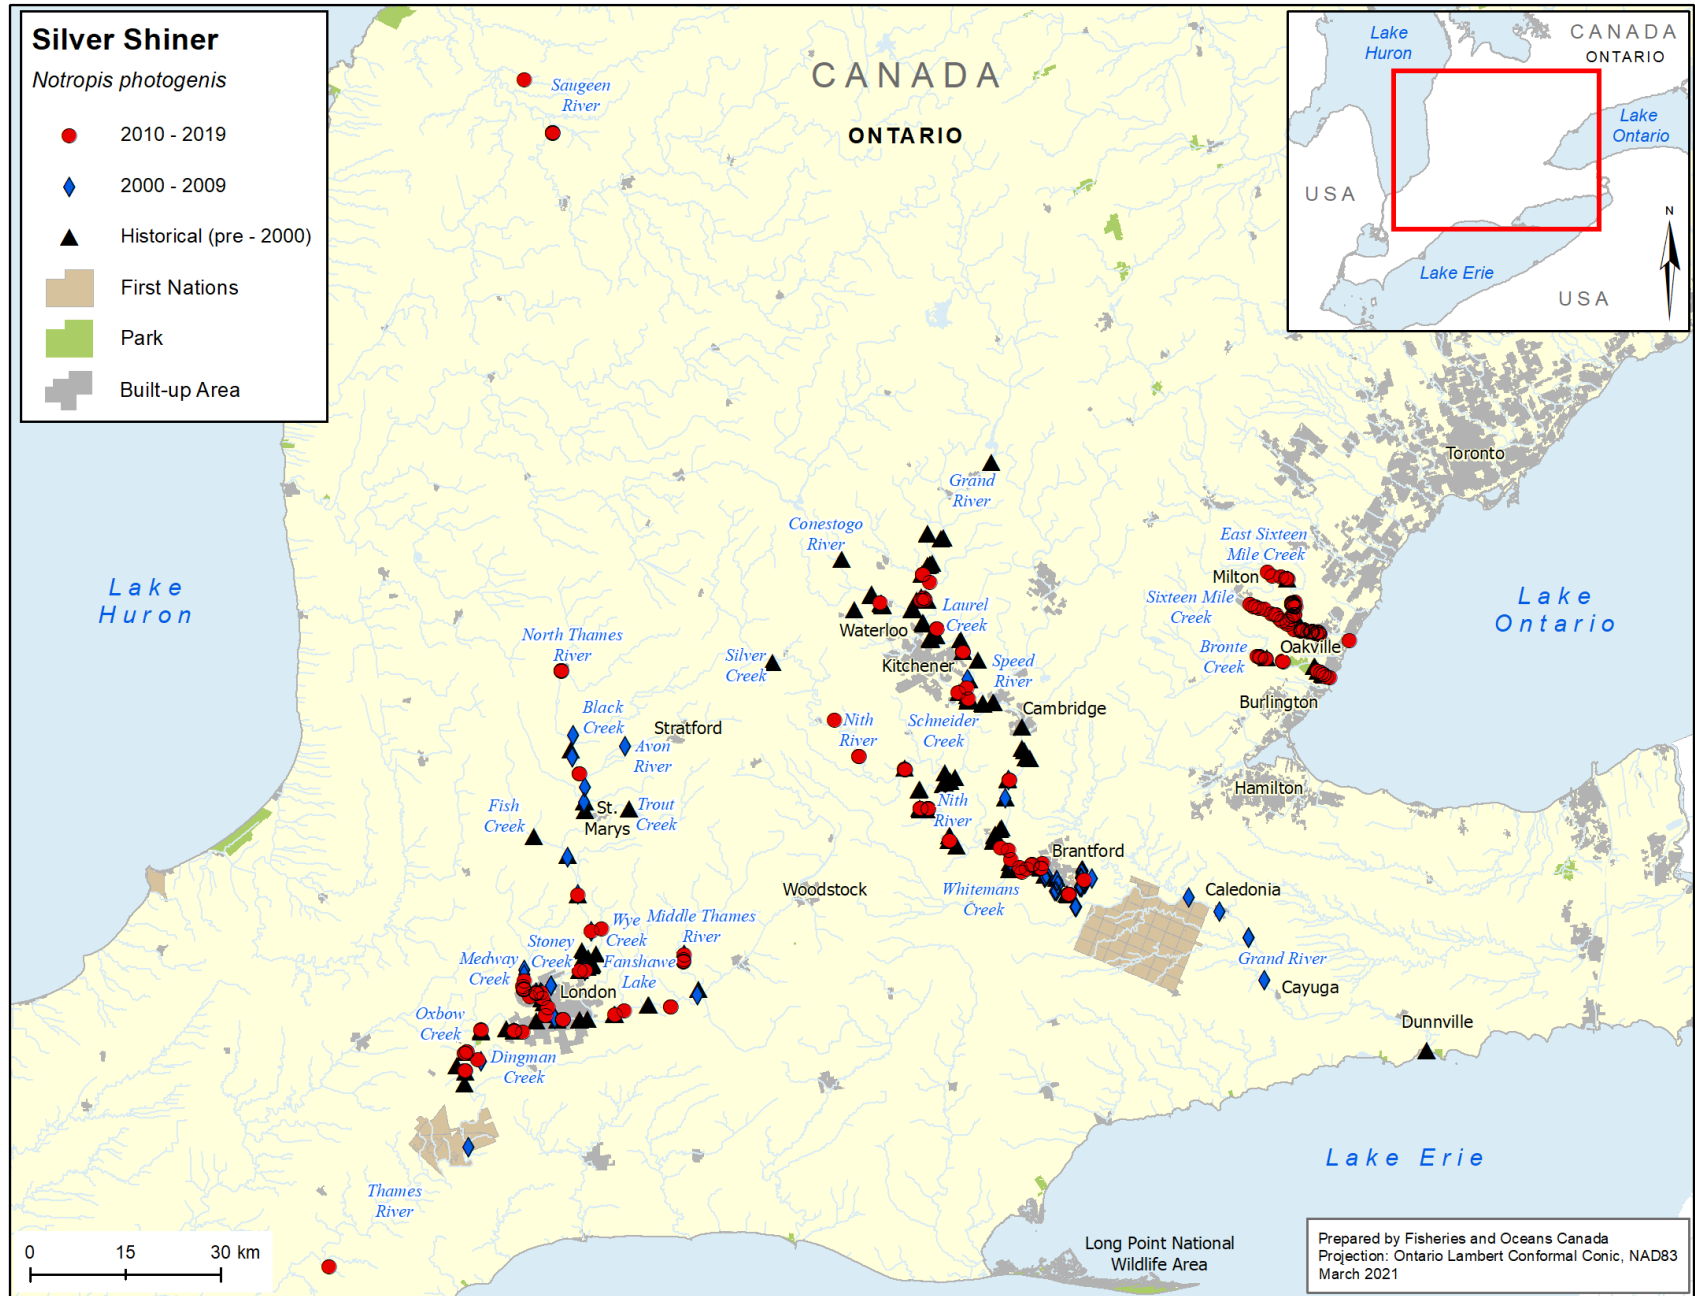 Silver Shiner
Notropis photogenis
2010 - 2019
2000 - 2009
Historical (pre - 2000)
First Nations
Park
Built-up Area
CANADA
ONTARIO
Lake
Huron
CANADA
ONTARIO
Lake
Ontario
USA
Lake Erie
USA
N
Saugeen
River
Grand
River
Conestogo
River
Toronto
East Sixteen
Mile Creek
Milton
Sixteen Mile
Creek
Bronte
Creek
Oakville
Burlington
Hamilton
Lake
Huron
Lake
Ontario
Laurel
Creek
Waterloo
Kitchener
Speed
River
North Thames
River
Silver
Creek
Black
Creek
Stratford
Avon
River
Nith
River
Schneider
Creek
Cambridge
Fish
Creek
St.
Marys
Trout
Creek
Nith
River
Brantford
Woodstock
Whitemans
Creek
Caledonia
Grand River
Cayuga
Dunnville
Wye
Creek
Middle Thames
River
Stoney
Creek
Fanshawe
Lake
Medway
Creek
London
Oxbow
Creek
Dingman
Creek
Thames
River
Lake Erie
Long Point National
Wildlife Area
0 15 30 km
Prepared by Fisheries and Oceans Canada
Projection: Ontario Lambert Conformal Conic, NAD83
March 2021